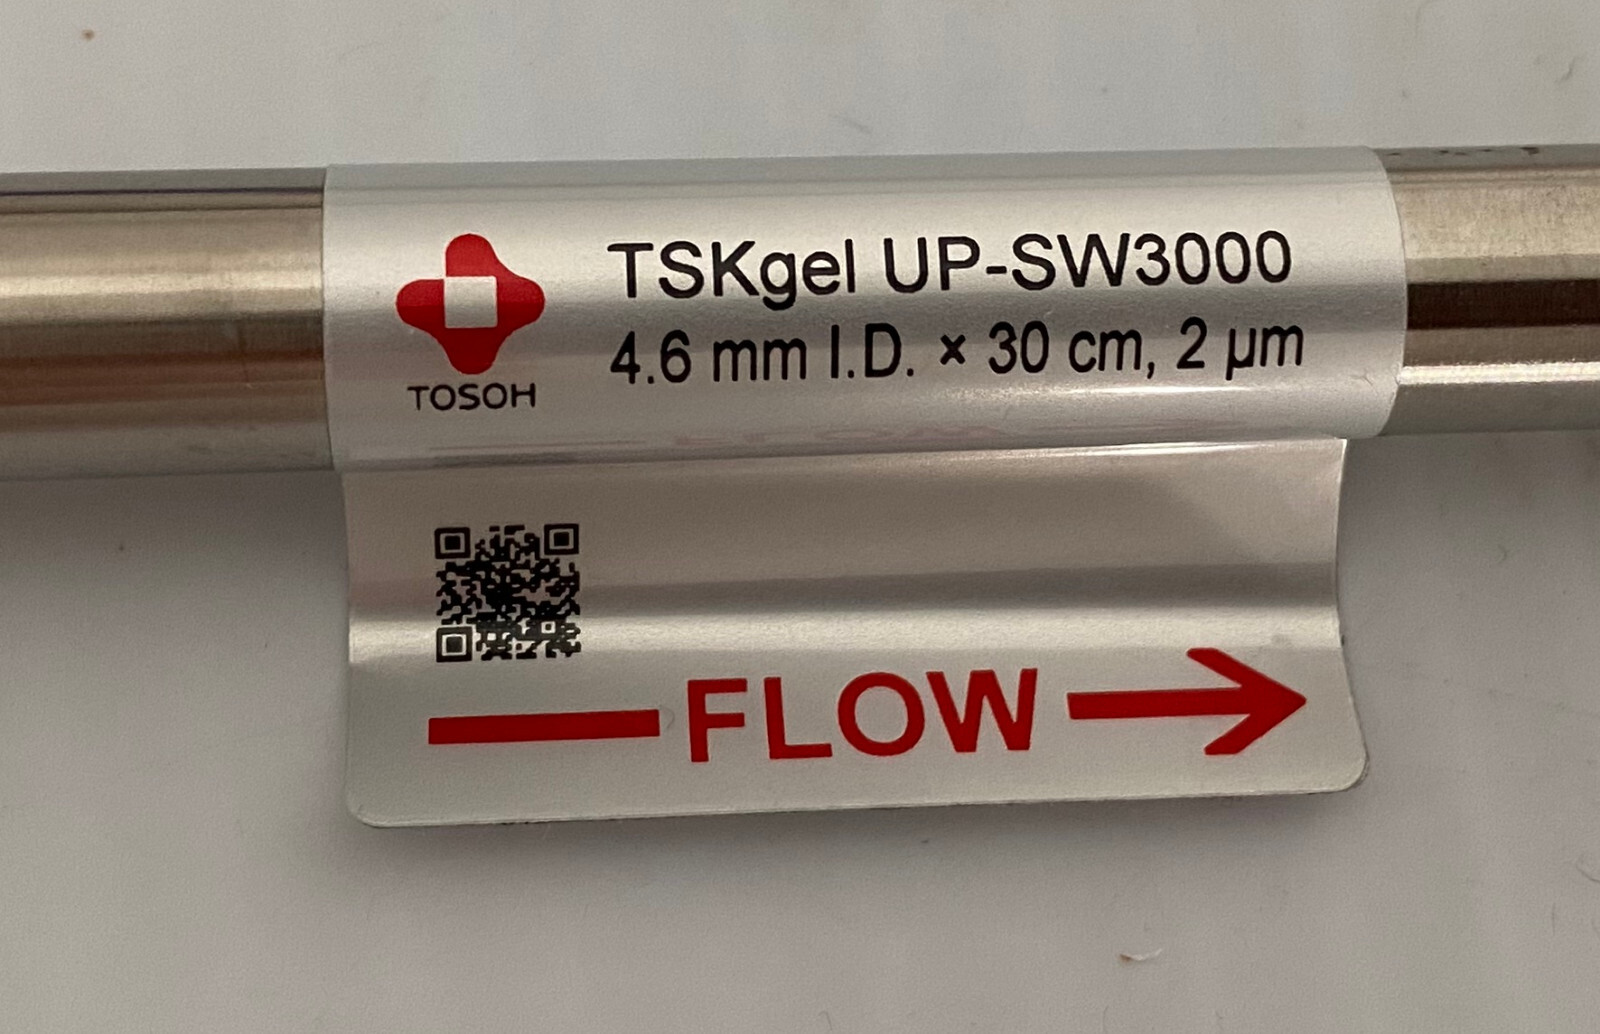 TSKgel UP-SW3000
4.6 mm I.D. × 30 cm, 2 µm
TOSOH
FLOW